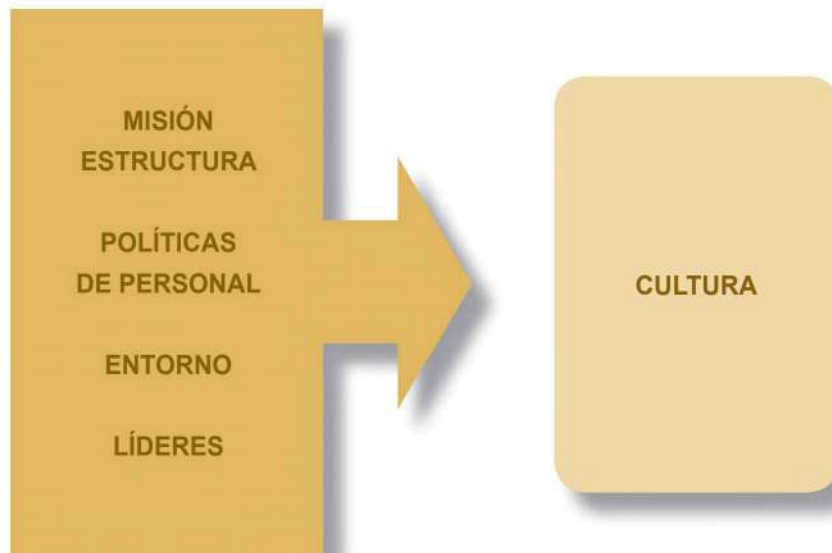 MISIÓN
ESTRUCTURA
POLÍTICAS
DE PERSONAL
ENTORNO
LÍDERES
CULTURA